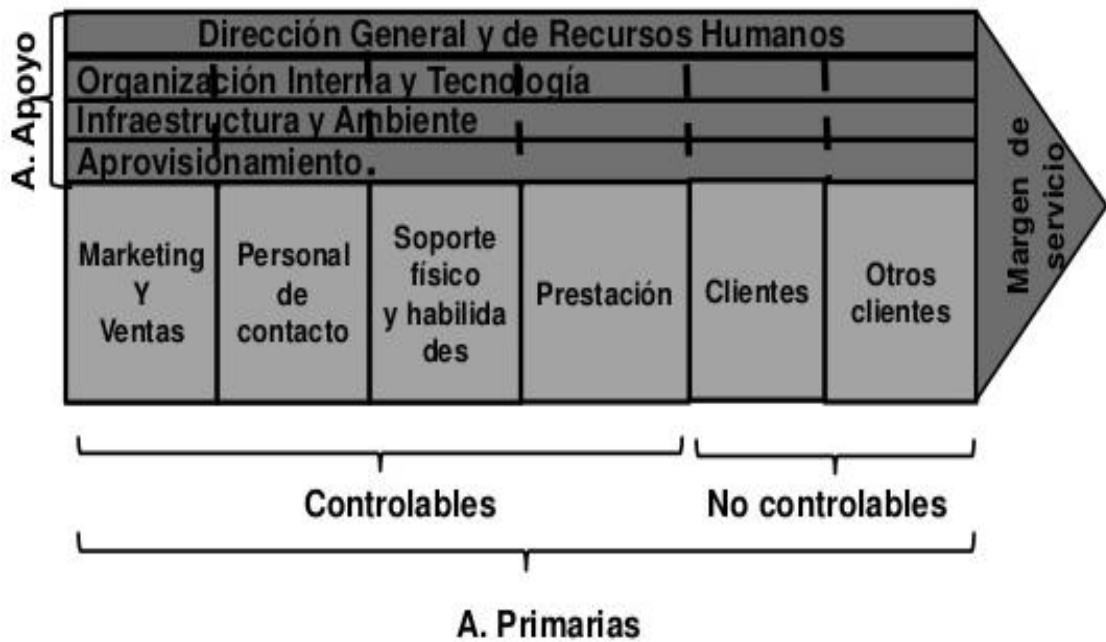 A. Apoyo
Dirección General y de Recursos Humanos
Organización Interna y Tecnología
Infraestructura y Ambiente
Aprovisionamiento.
Marketing
Y
Ventas
Personal
de
contacto
Soporte
físico
y habilida
des
Prestación
Clientes
Otros
clientes
Margen de
servicio
Controlables
No controlables
A. Primarias